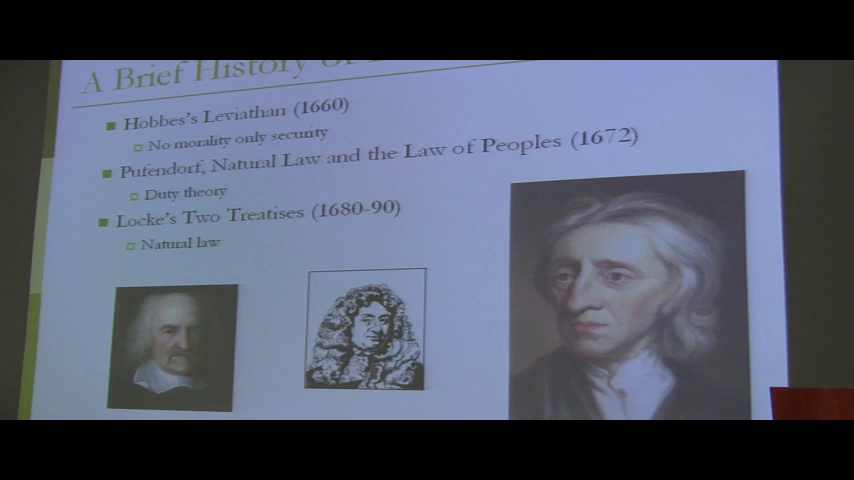 A Brief History of
Hobbes's Leviathan (1660)
No morality only security
Pufendorf, Natural Law and the Law of Peoples (1672)
Duty theory
Locke's Two Treatises (1680-90)
Natural law